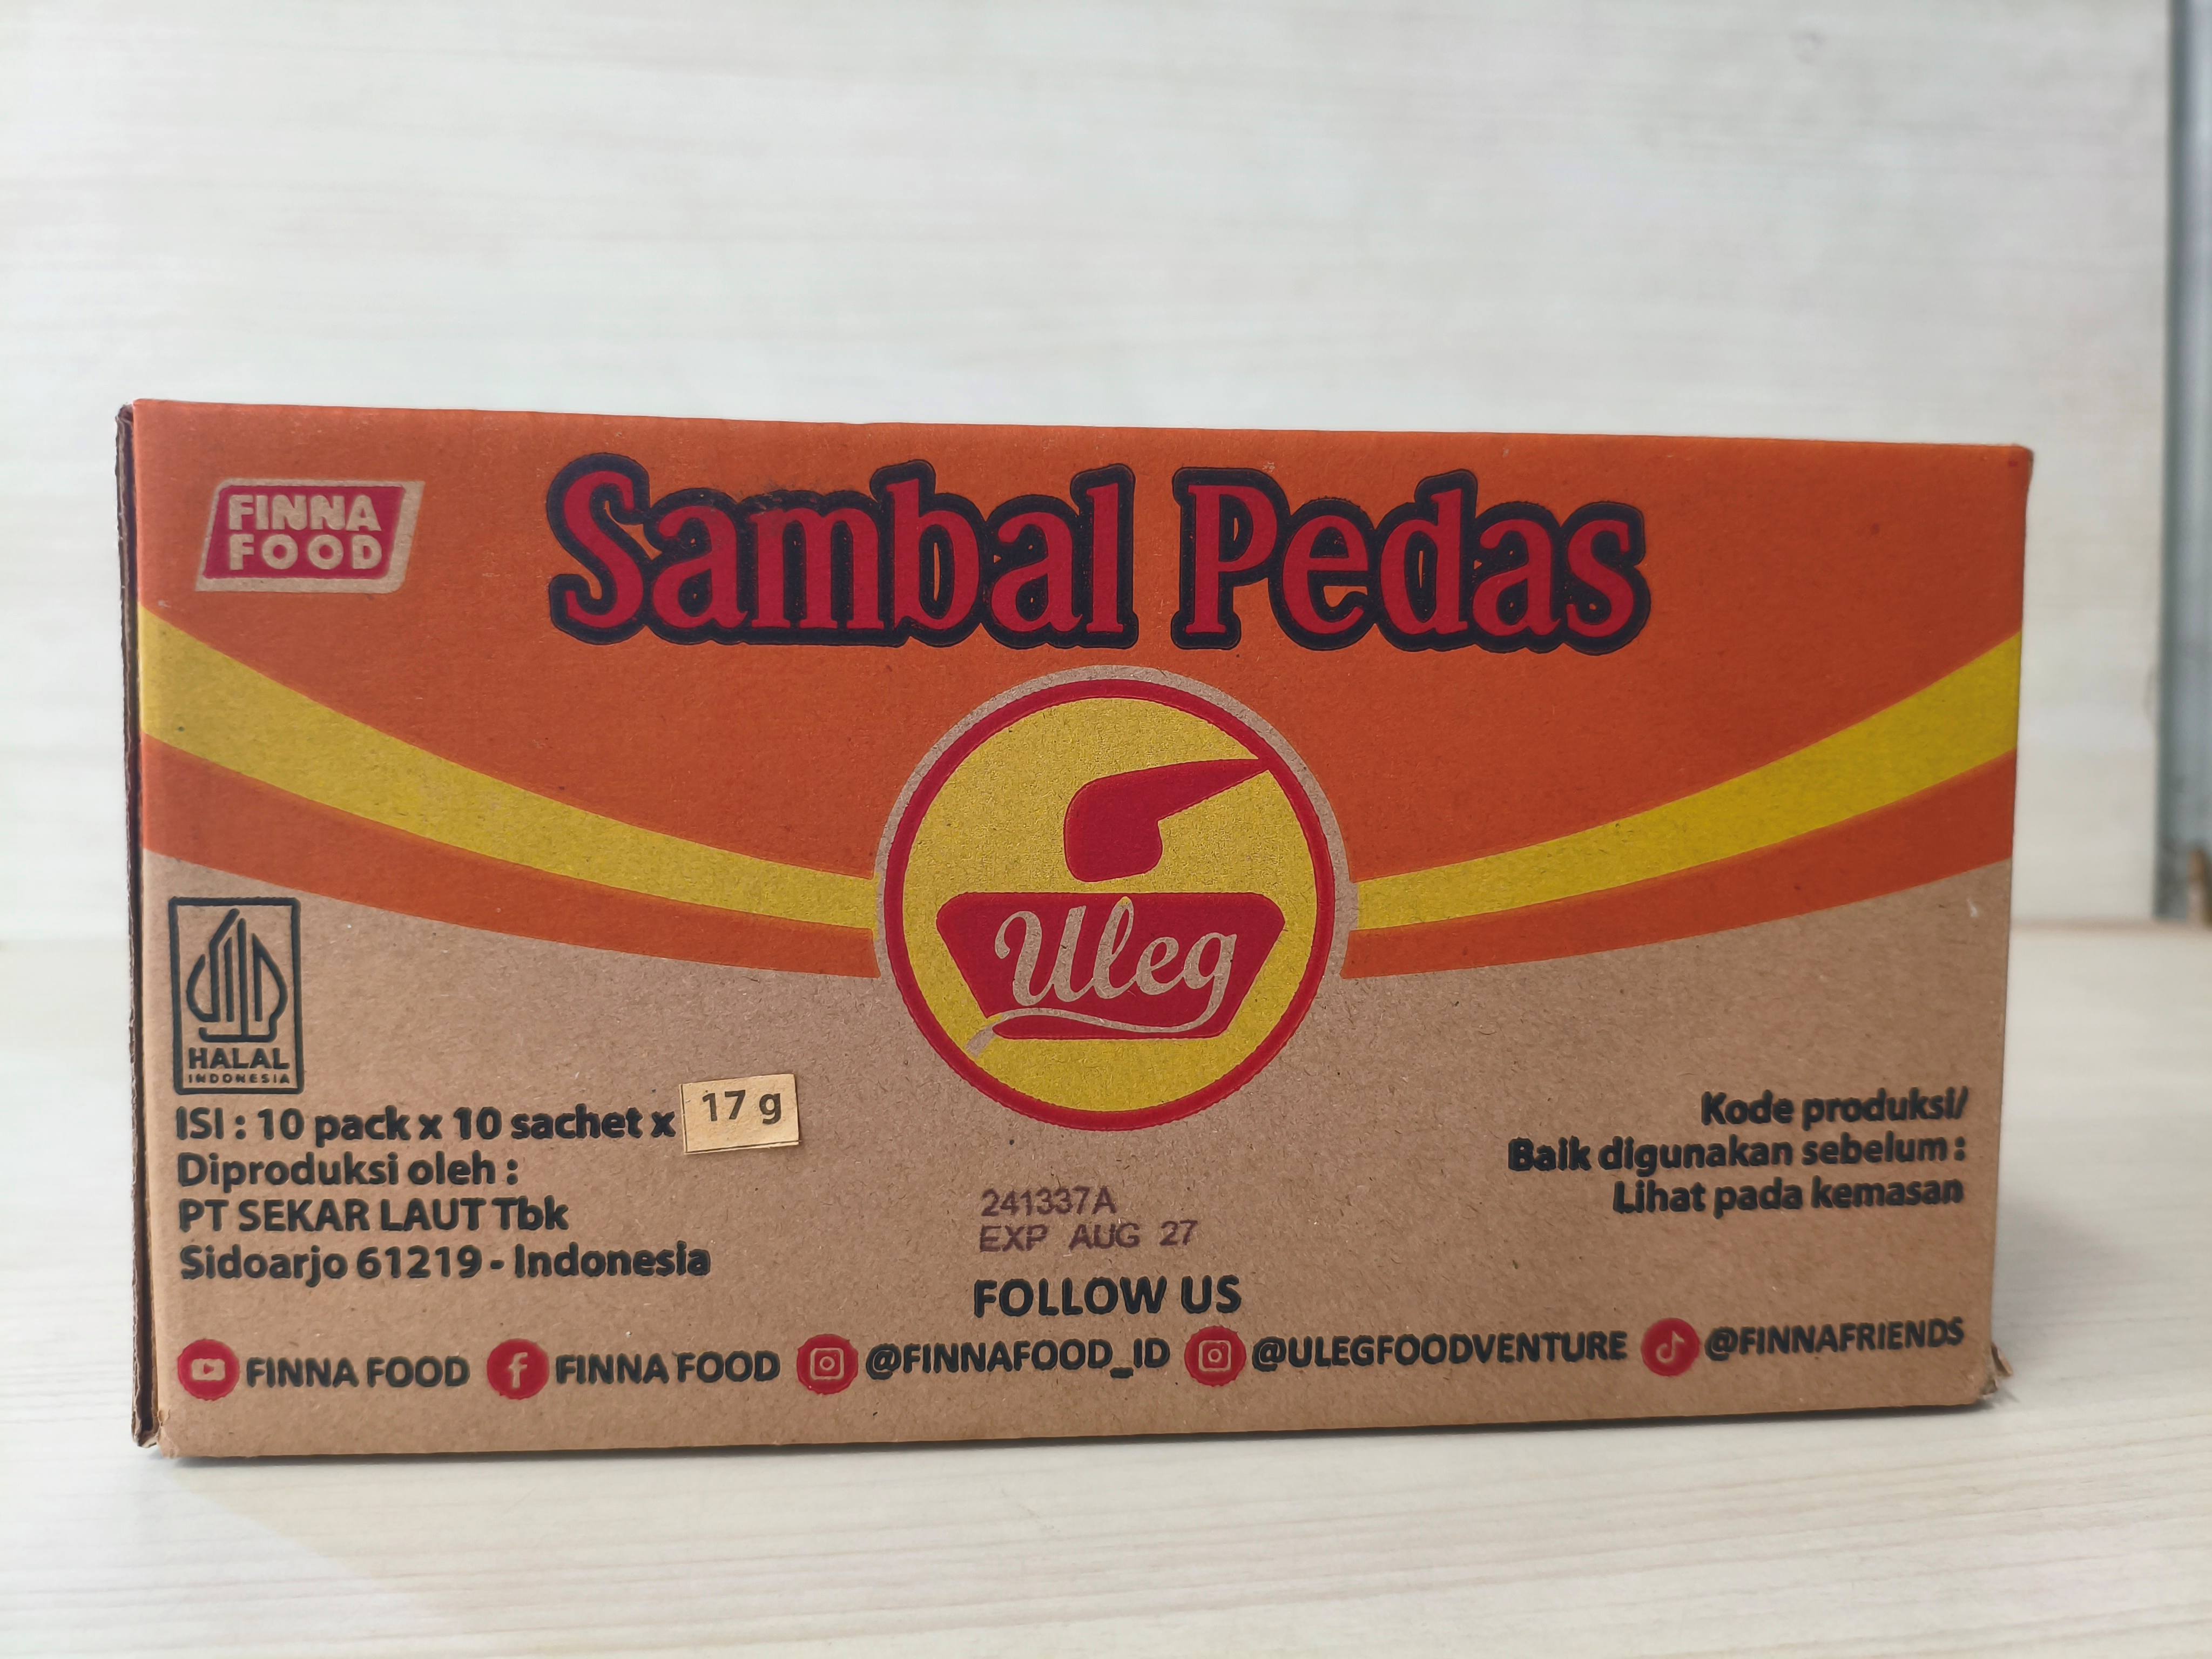 FINNA
FOOD
Sambal Pedas
Uleg
HALAL
INDONESIA
ISI : 10 pack x 10 sachet x 17 g
Diproduksi oleh :
PT SEKAR LAUT Tbk
Sidoarjo 61219 - Indonesia
241337A
EXP AUG 27
Kode produksi/
Baik digunakan sebelum :
Lihat pada kemasan
FOLLOW US
FINNA FOOD FINNA FOOD @FINNAFOOD_ID @ULEGFOODVENTURE @FINNAFRIENDS